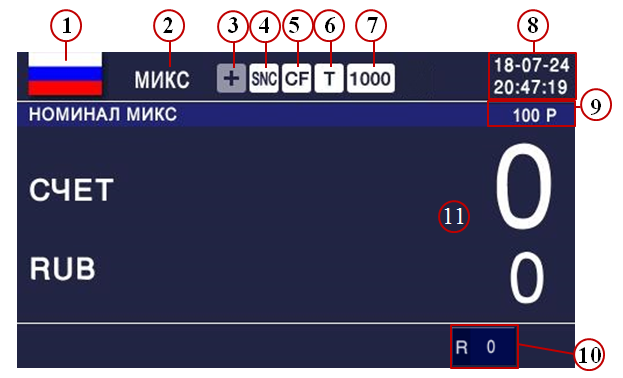 1 2 3 4 5 6 7 8
МИКС + SNC CF T 1000 18-07-24
20:47:19
9
НОМИНАЛ МИКС 100 Р
СЧЕТ 0
11
RUB 0
R 0
10